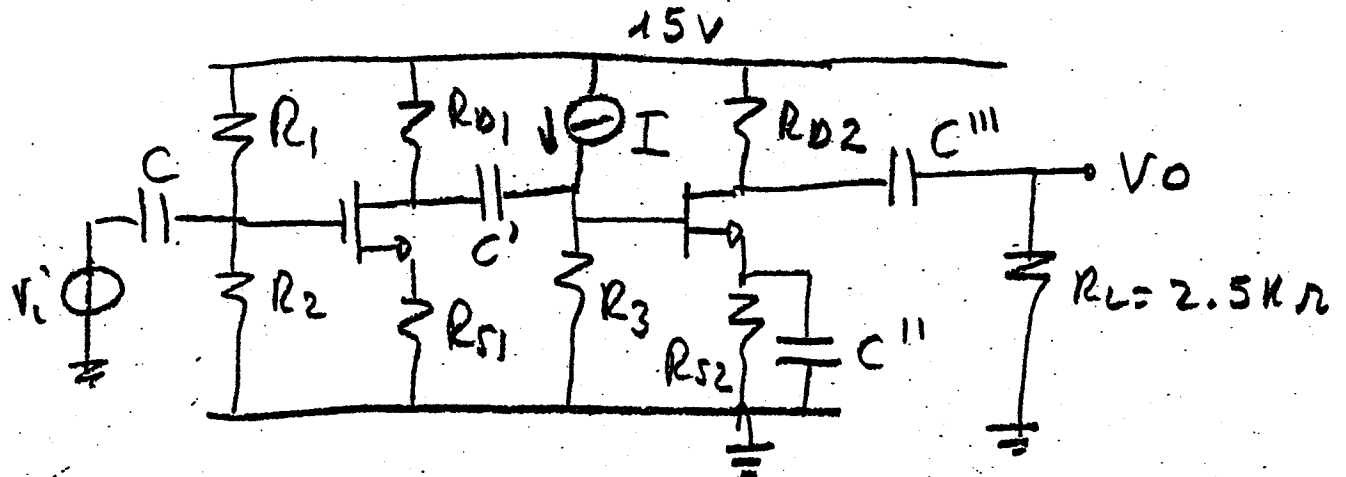 15V
R1
RD1
I
RD2
C'''
C
VO
C'
Vi
R2
RS1
R3
RS2
C''
RL=2.5KΩ